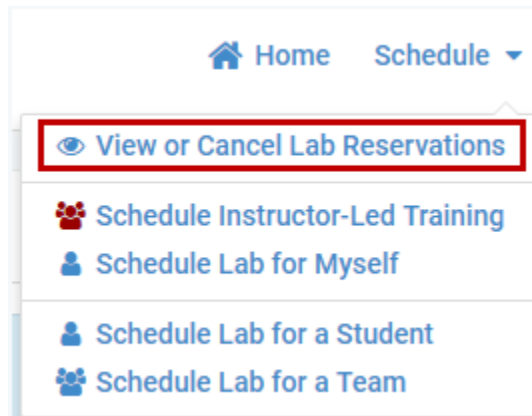 Home Schedule
View or Cancel Lab Reservations
Schedule Instructor-Led Training
Schedule Lab for Myself
Schedule Lab for a Student
Schedule Lab for a Team